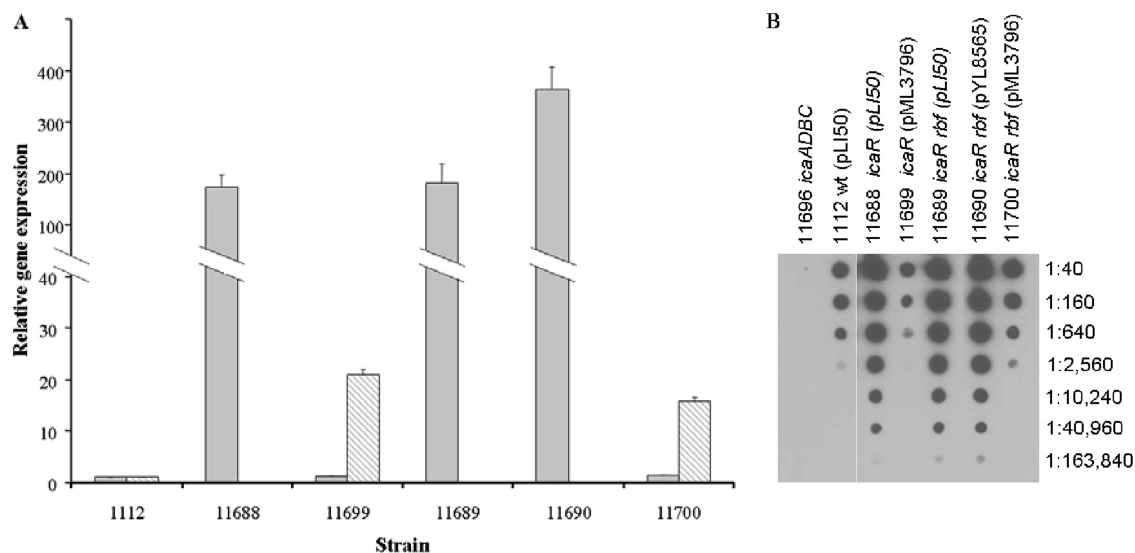 A
Relative gene expression
400
300
200
100
40
30
20
10
0
1112 11688 11699 11689 11690 11700
Strain
B
11696 icaADBC
1112 wt (pLI50)
11688 icaR (pLI50)
11699 icaR (pML3796)
11689 icaR rbf (pLI50)
11690 icaR rbf (pYL8565)
11700 icaR rbf (pML3796)
1:40
1:160
1:640
1:2,560
1:10,240
1:40,960
1:163,840